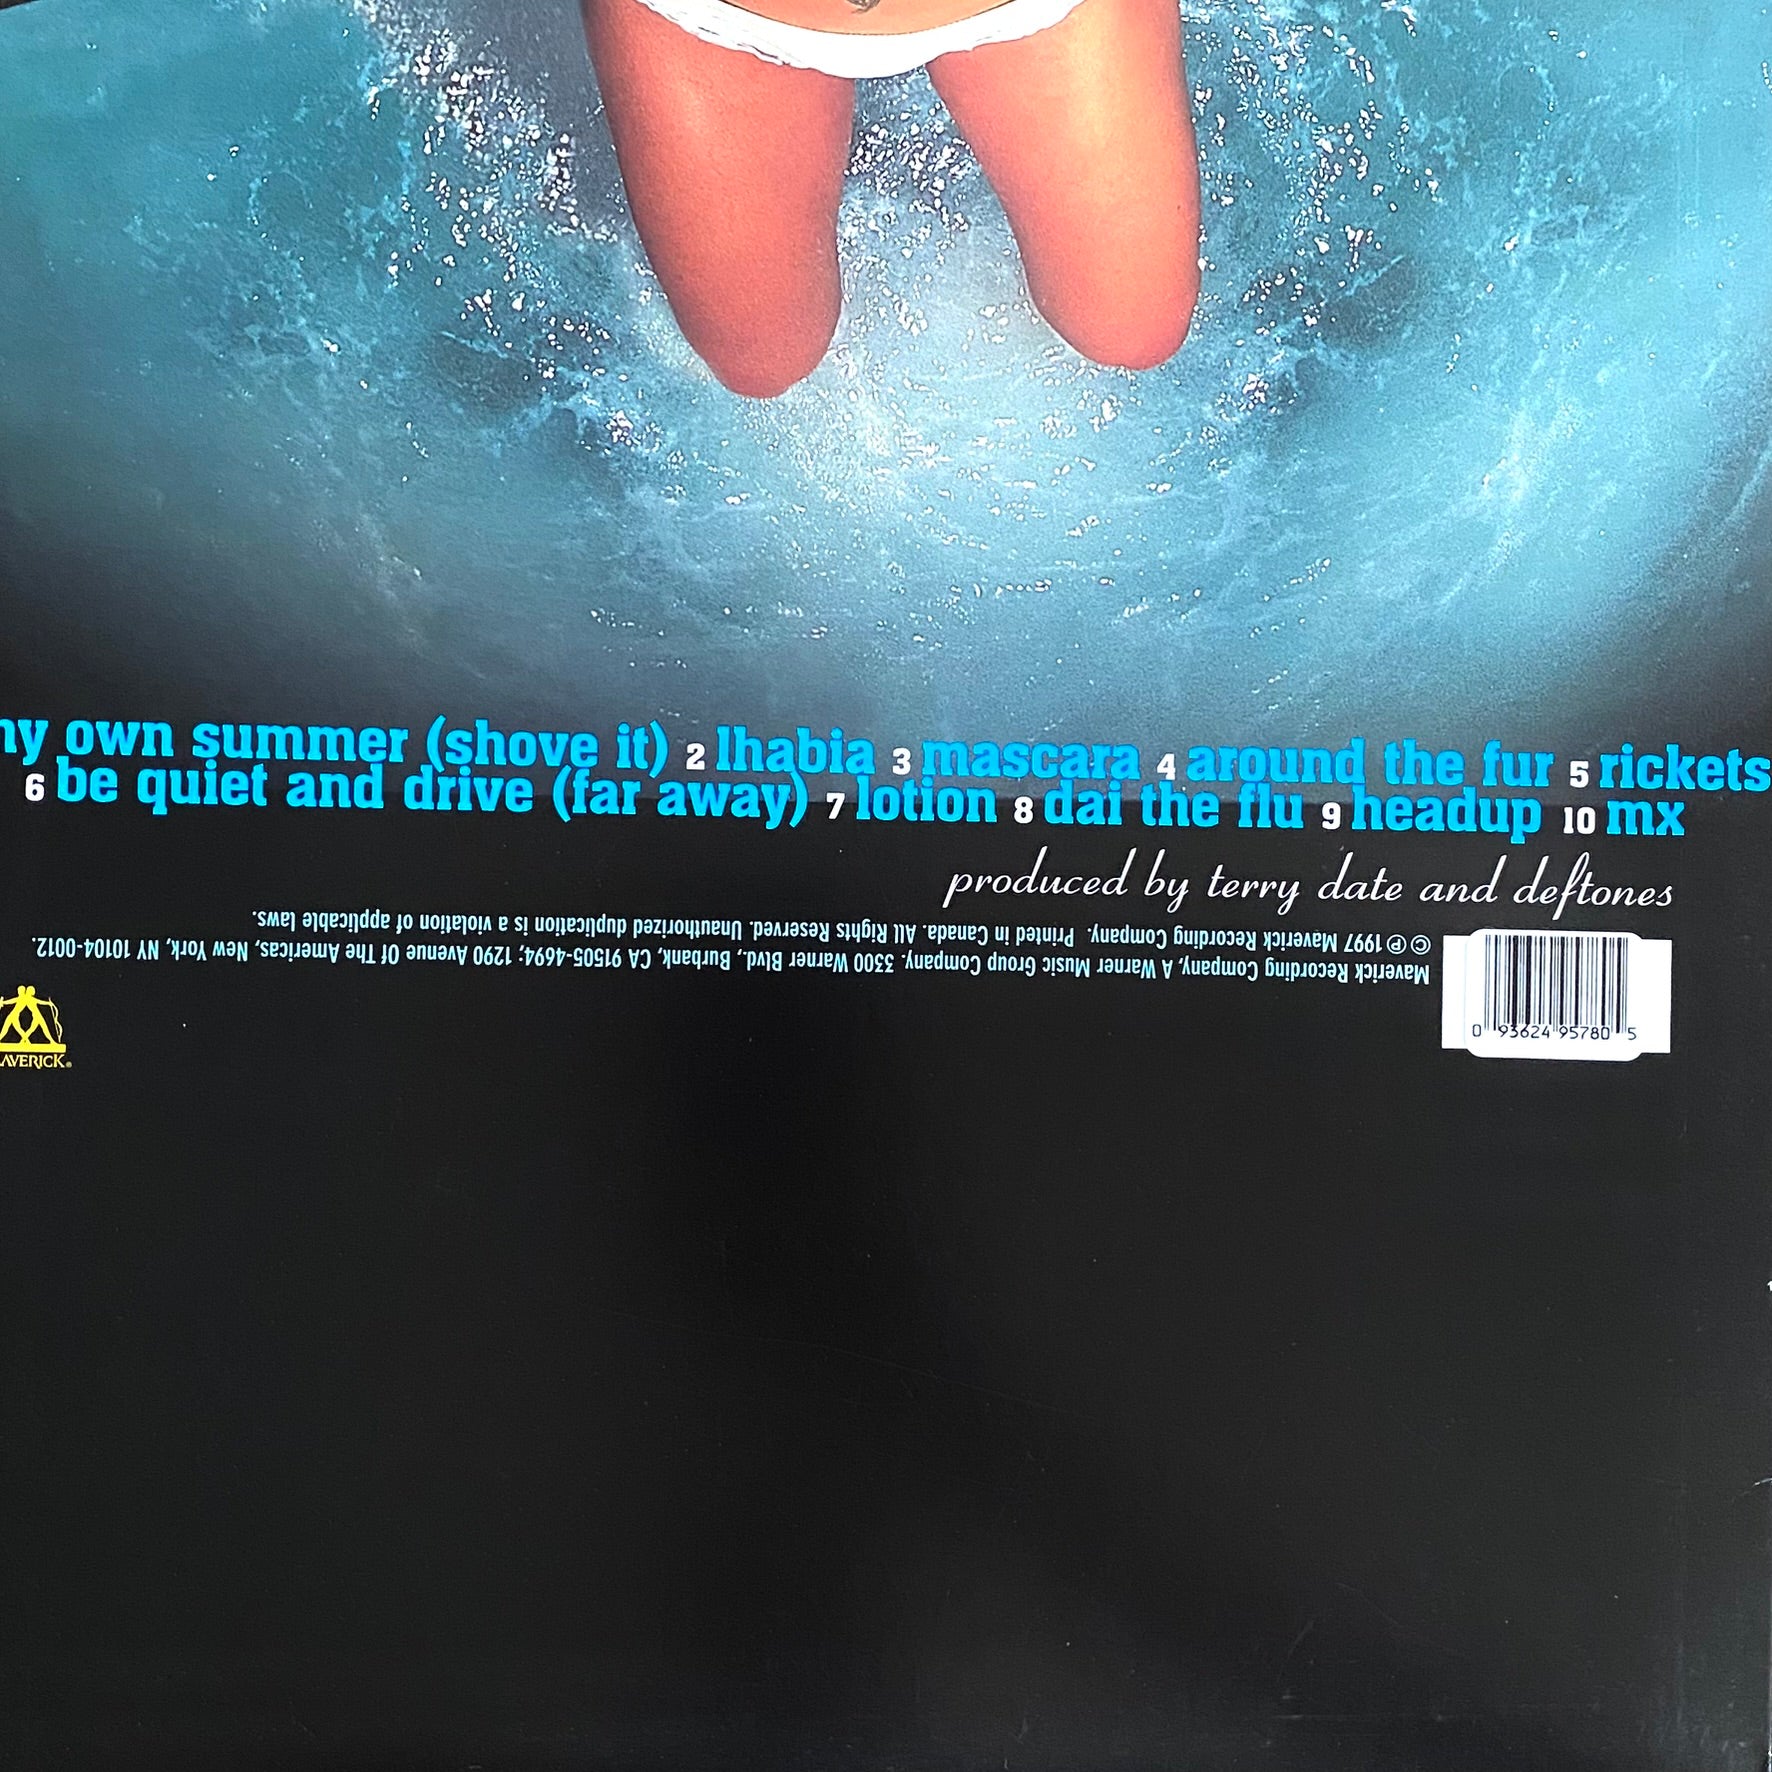 my own summer (shove it) 2 lhabia 3 mascara 4 around the fur 5 rickets
6 be quiet and drive (far away) 7 lotion 8 dai the flu 9 headup 10 mx
produced by terry date and deftones
Maverick Recording Company, A Warner Music Group Company. 3300 Warner Blvd., Burbank, CA 91505-4694; 1290 Avenue Of The Americas, New York, NY 10104-0012.
© ℗ 1997 Maverick Recording Company. Printed in Canada. All Rights Reserved. Unauthorized duplication is a violation of applicable laws.
0 93624 95780 5
AVERICK®